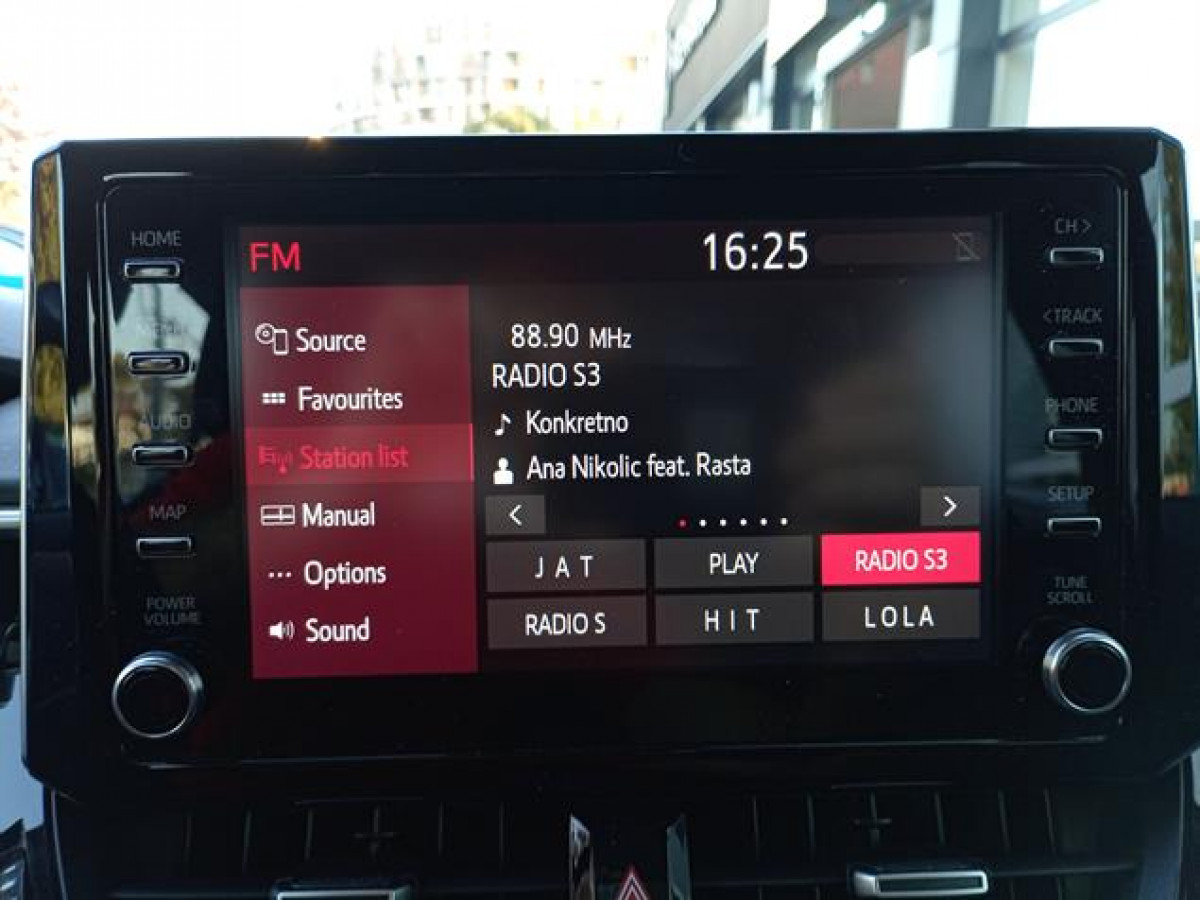 HOME
MENU
AUDIO
MAP
POWER
VOLUME
FM
16:25
Source
Favourites
Station list
Manual
Options
Sound
88.90 MHz
RADIO S3
Konkretno
Ana Nikolic feat. Rasta
<
>
J A T
PLAY
RADIO S3
RADIO S
H I T
L O L A
CH >
< TRACK
PHONE
SETUP
TUNE
SCROLL